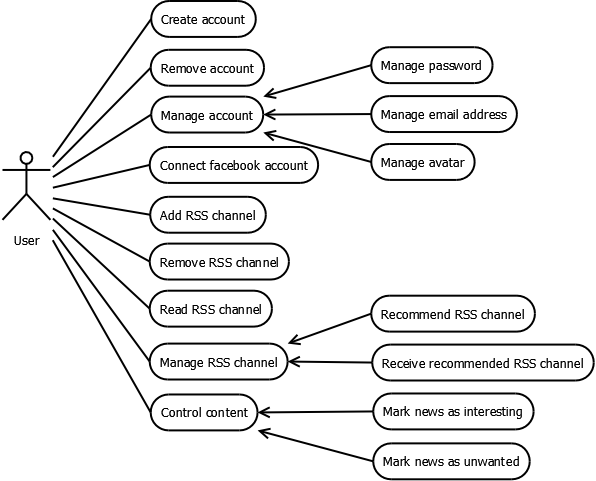 Create account
Remove account
Manage password
Manage account
Manage email address
Manage avatar
Connect facebook account
Add RSS channel
User
Remove RSS channel
Read RSS channel
Recommend RSS channel
Manage RSS channel
Receive recommended RSS channel
Control content
Mark news as interesting
Mark news as unwanted